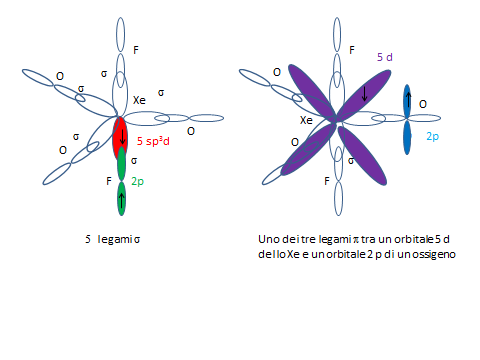 F
O
σ
σ
Xe
σ
O
σ
5 sp³d
O
σ
F
2p
5 legami σ
F
5 d
O
Xe
O
O
2p
σ
F
Uno dei tre legami π tra un orbitale 5 d
dello Xe e un orbitale 2 p di un ossigeno